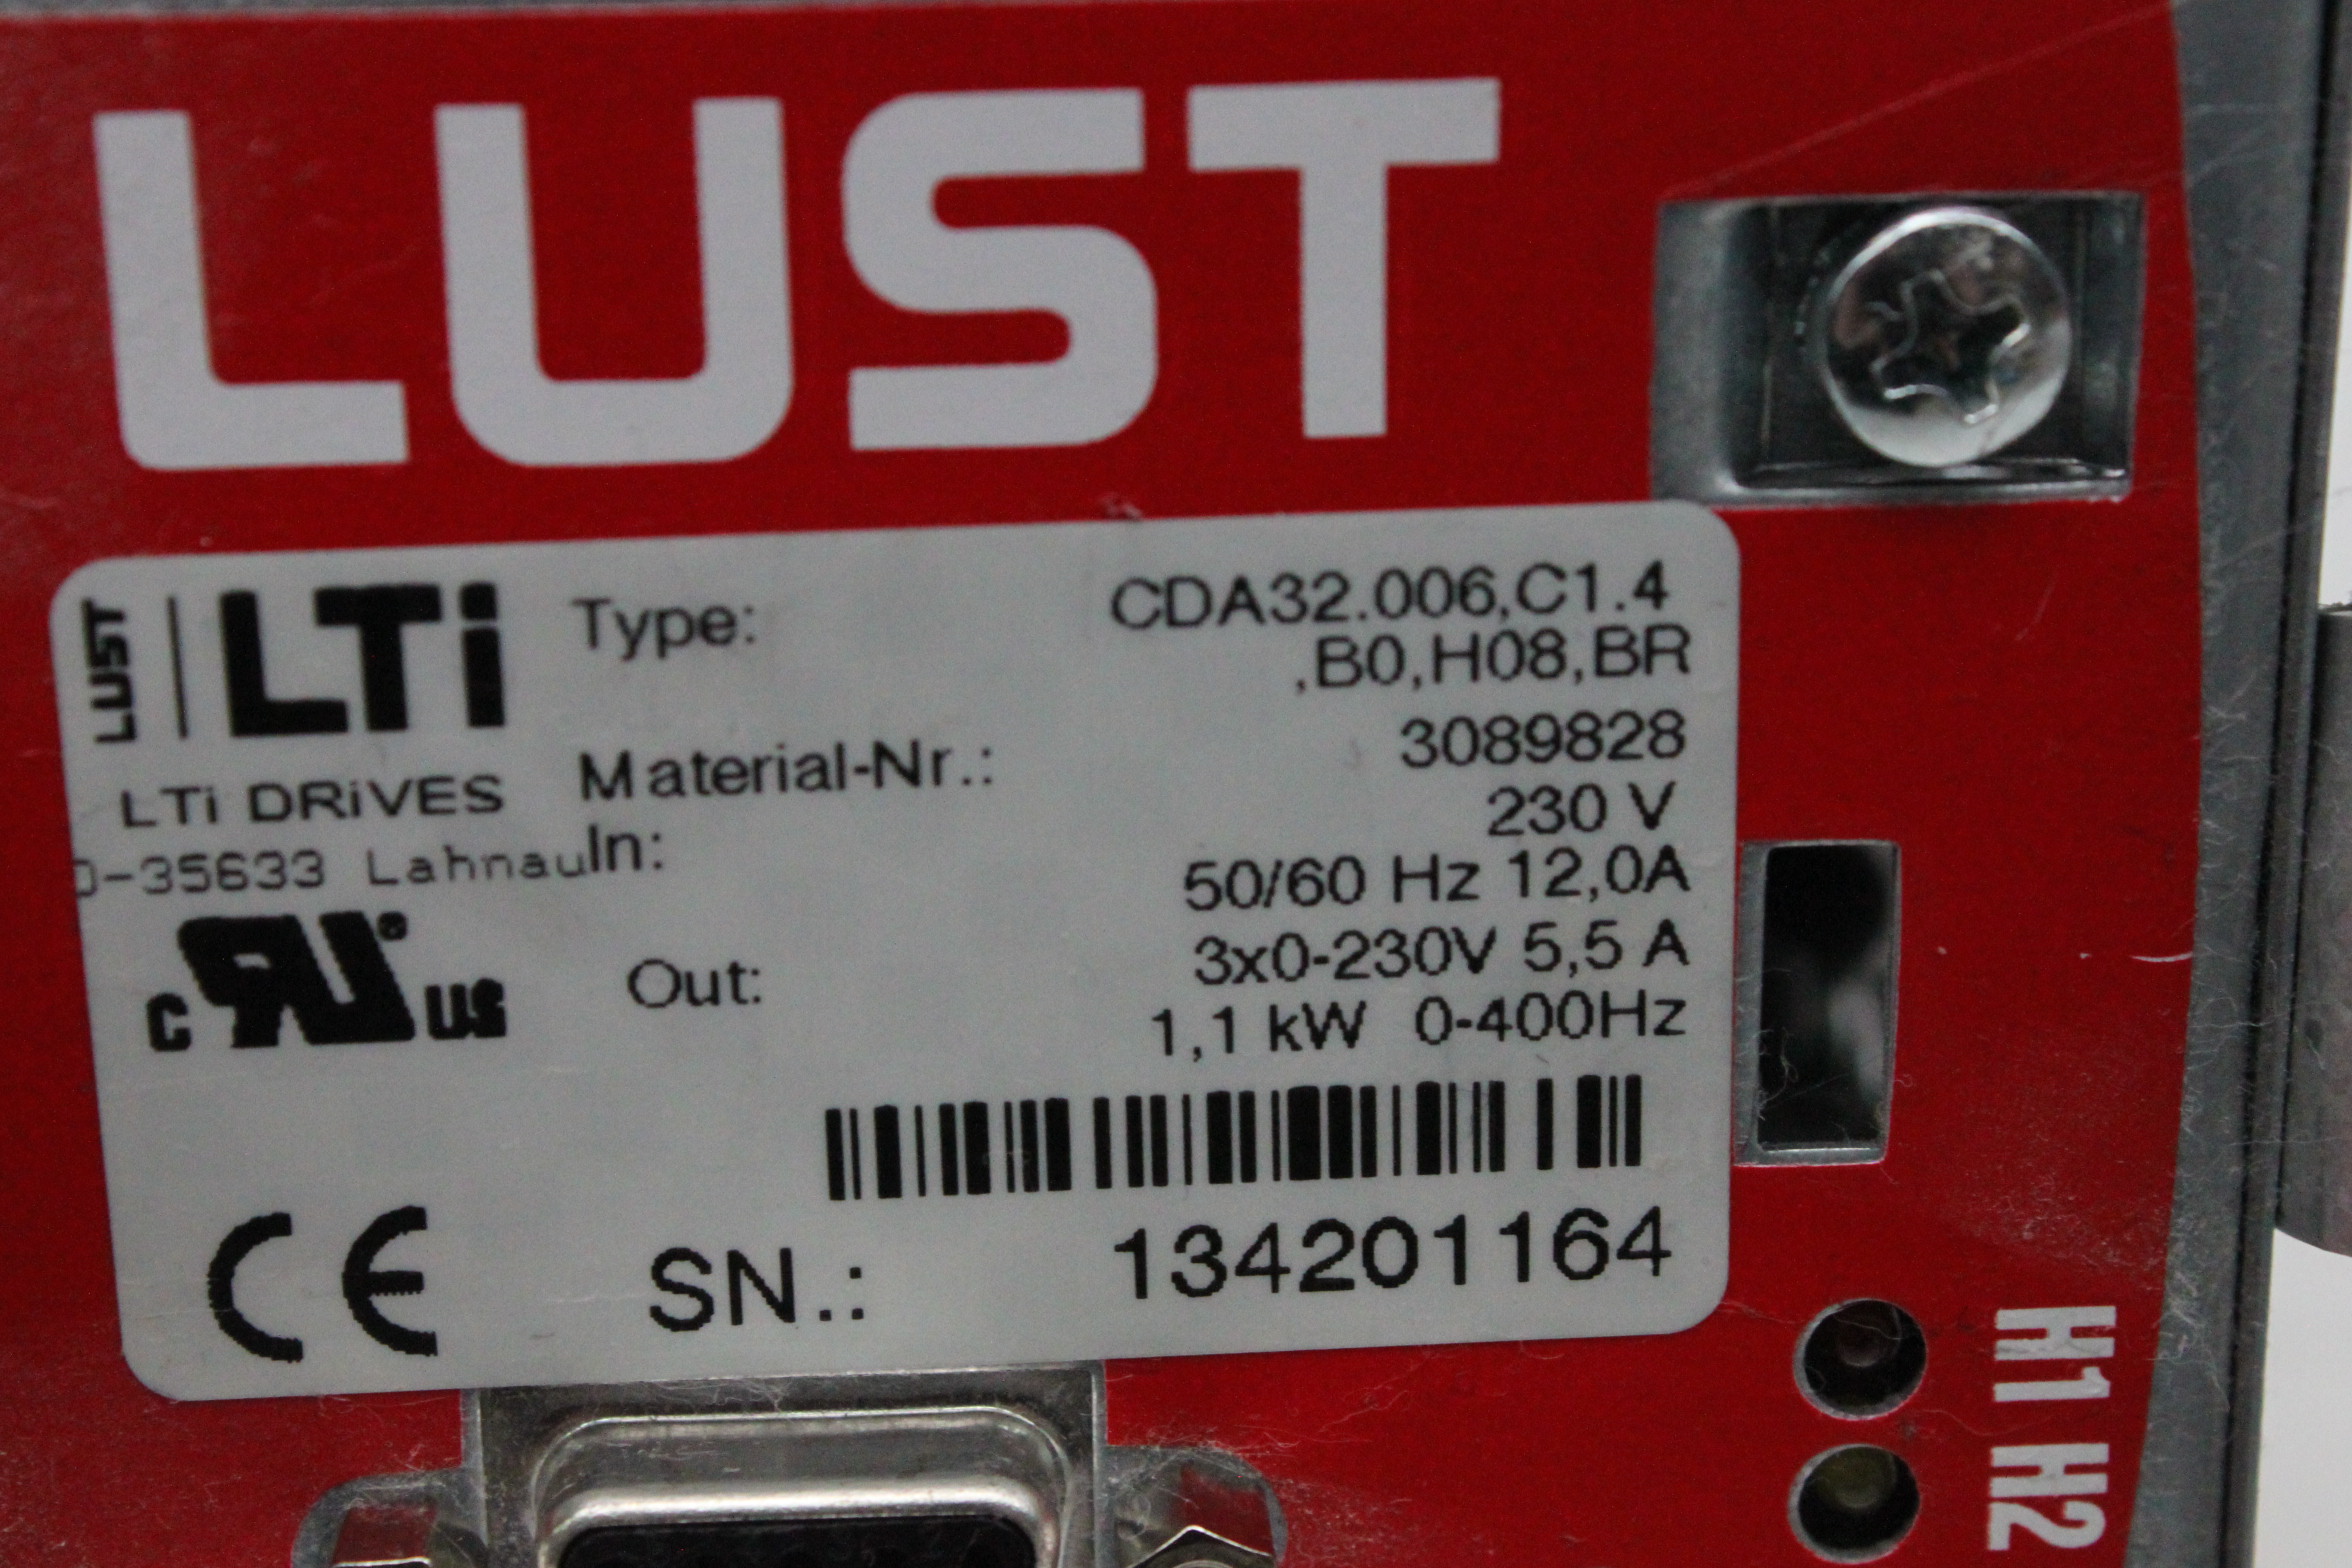 LUST
LUST LTi
LTi DRiVES
D-35633 Lahnau
c RU® US
CE
Type: CDA32.006,C1.4
,B0,H08,BR
Material-Nr.: 3089828
In: 230 V
50/60 Hz 12,0A
Out: 3x0-230V 5,5 A
1,1 kW 0-400Hz
SN.: 134201164
H1 H2